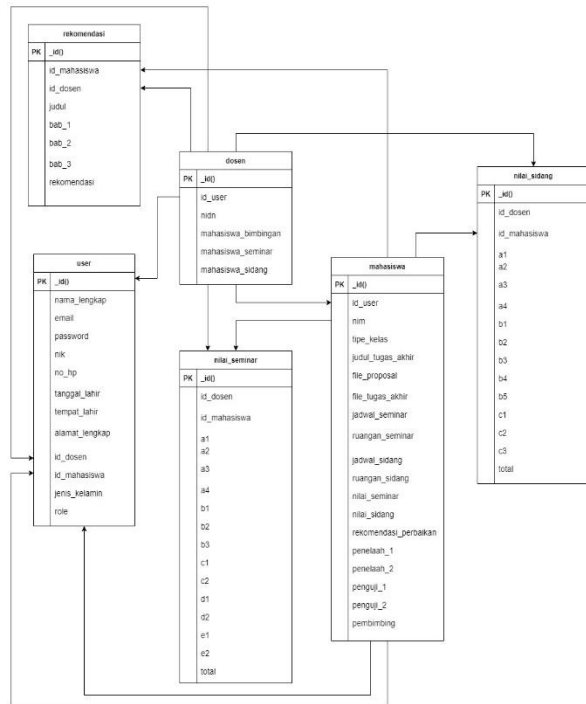 rekomendasi
PK _id()
id_mahasiswa
id_dosen
judul
bab_1
bab_2
bab_3
rekomendasi
dosen
PK _id()
id_user
nidn
mahasiswa_bimbingan
mahasiswa_seminar
mahasiswa_sidang
nilai_sidang
PK _id()
id_dosen
id_mahasiswa
a1
a2
a3
a4
b1
b2
b3
b4
b5
c1
c2
c3
total
user
PK _id()
nama_lengkap
email
password
nik
no_hp
tanggal_lahir
tempat_lahir
alamat_lengkap
id_dosen
id_mahasiswa
jenis_kelamin
role
mahasiswa
PK _id()
id_user
nim
tipe_kelas
judul_tugas_akhir
file_proposal
file_tugas_akhir
jadwal_seminar
ruangan_seminar
jadwal_sidang
ruangan_sidang
nilai_seminar
nilai_sidang
rekomendasi_perbaikan
penelaah_1
penelaah_2
penguji_1
penguji_2
pembimbing
nilai_seminar
PK _id()
id_dosen
id_mahasiswa
a1
a2
a3
a4
b1
b2
b3
c1
c2
d1
d2
e1
e2
total